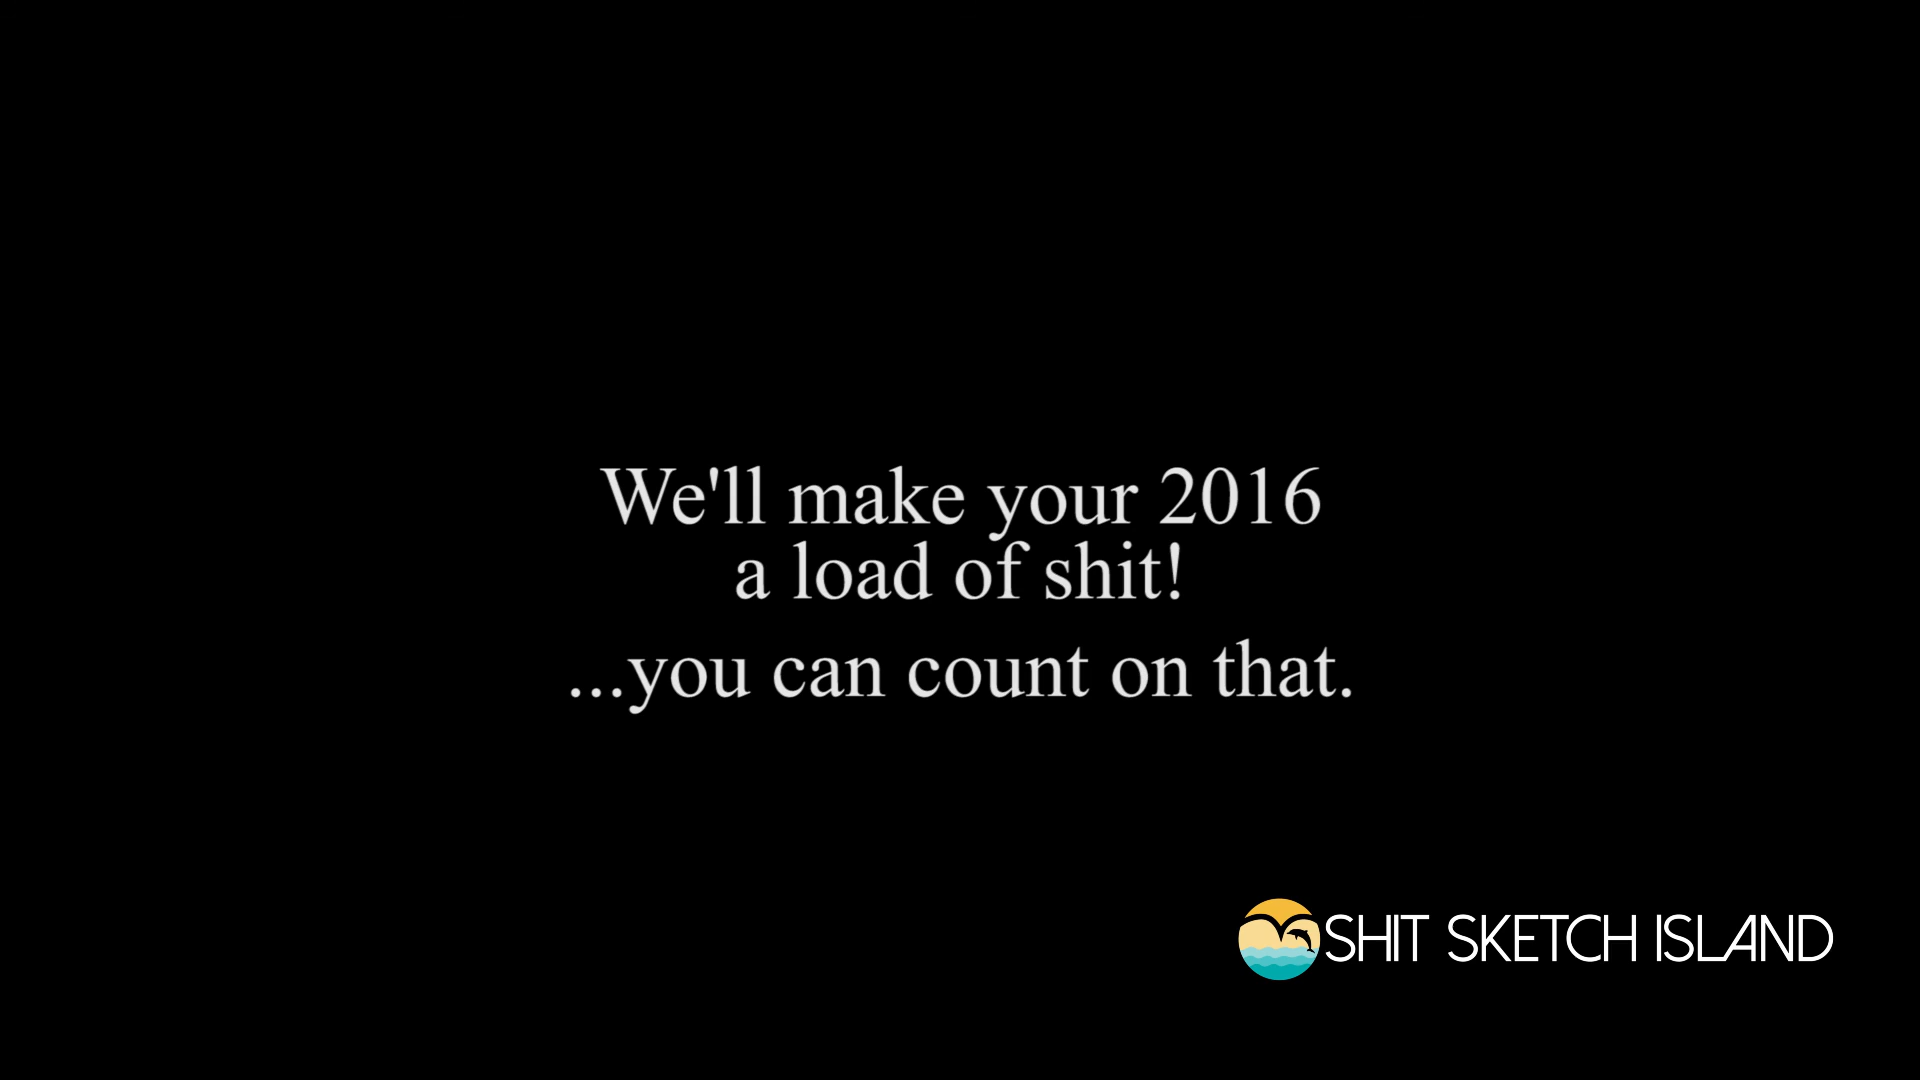 We'll make your 2016
a load of shit!
...you can count on that.
SHIT SKETCH ISLAND